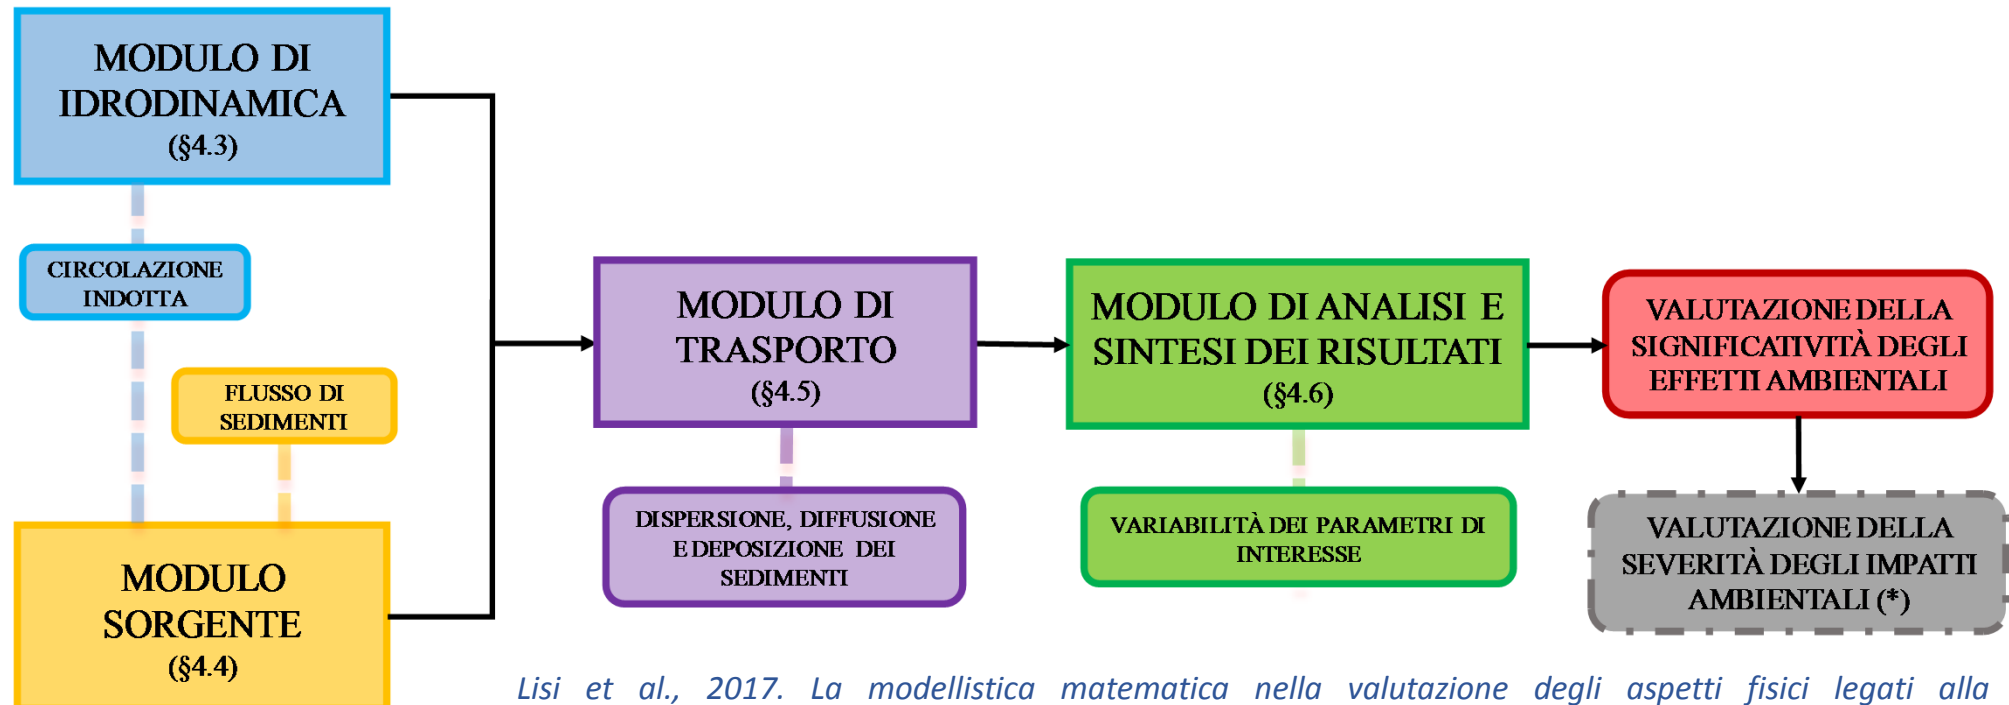 MODULO DI
IDRODINAMICA
(§4.3)
CIRCOLAZIONE
INDOTTA
FLUSSO DI
SEDIMENTI
MODULO
SORGENTE
(§4.4)
MODULO DI
TRASPORTO
(§4.5)
DISPERSIONE, DIFFUSIONE
E DEPOSIZIONE DEI
SEDIMENTI
MODULO DI ANALISI E
SINTESI DEI RISULTATI
(§4.6)
VARIABILITÀ DEI PARAMETRI DI
INTERESSE
VALUTAZIONE DELLA
SIGNIFICATIVITÀ DEGLI
EFFETTI AMBIENTALI
VALUTAZIONE DELLA
SEVERITÀ DEGLI IMPATTI
AMBIENTALI (*)
Lisi et al., 2017. La modellistica matematica nella valutazione degli aspetti fisici legati alla